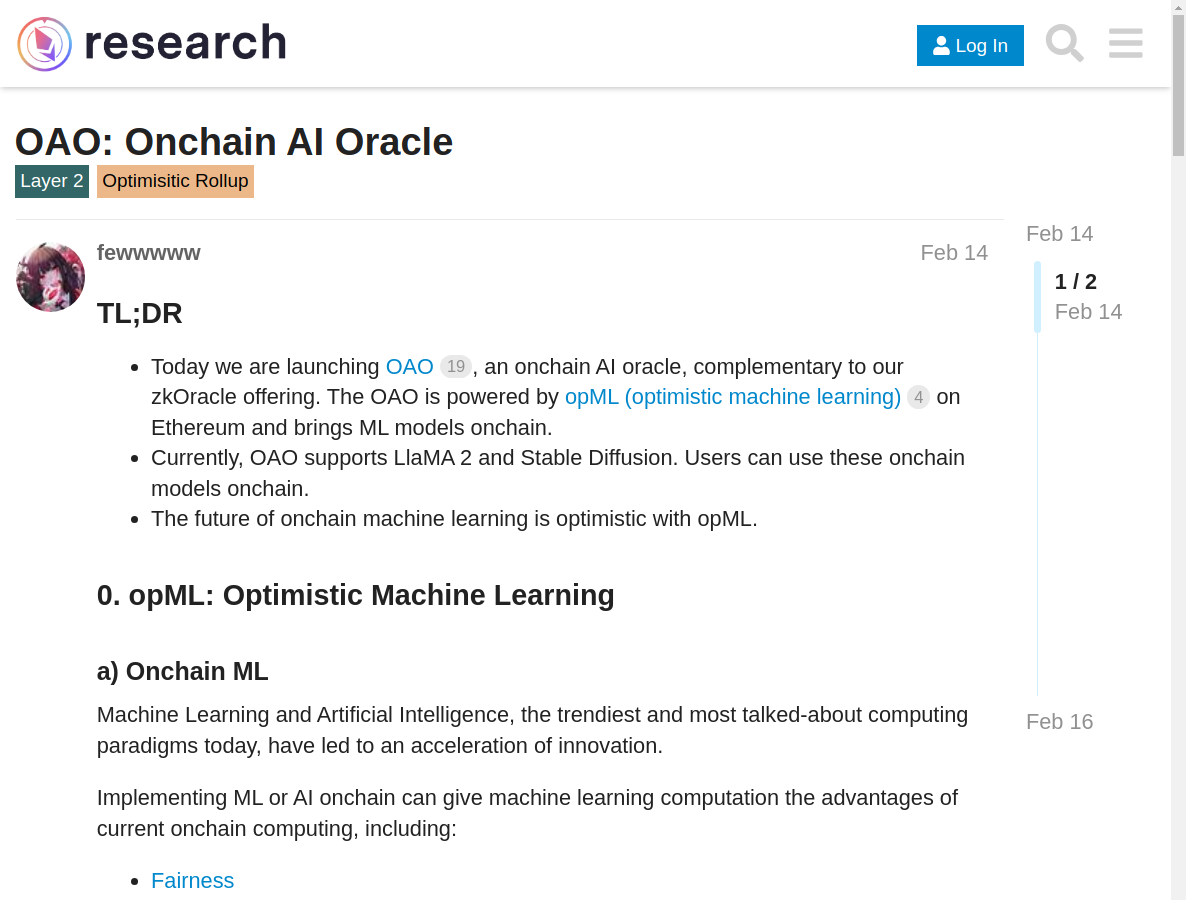 research
Log In
OAO: Onchain AI Oracle
Layer 2 Optimisitic Rollup
fewwwww
Feb 14
TL;DR
Today we are launching OAO 19, an onchain AI oracle, complementary to our
zkOracle offering. The OAO is powered by opML (optimistic machine learning) 4 on
Ethereum and brings ML models onchain.
Currently, OAO supports LlaMA 2 and Stable Diffusion. Users can use these onchain
models onchain.
The future of onchain machine learning is optimistic with opML.
0. opML: Optimistic Machine Learning
a) Onchain ML
Machine Learning and Artificial Intelligence, the trendiest and most talked-about computing
paradigms today, have led to an acceleration of innovation.
Implementing ML or AI onchain can give machine learning computation the advantages of
current onchain computing, including:
Fairness
Feb 14
1 / 2
Feb 14
Feb 16